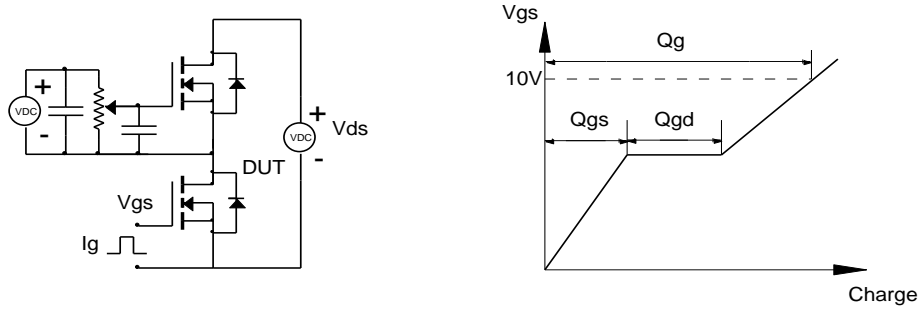 +
VDC
-
+
VDC
-
Vds
DUT
Vgs
Ig
Vgs
Qg
10V
Qgs
Qgd
Charge